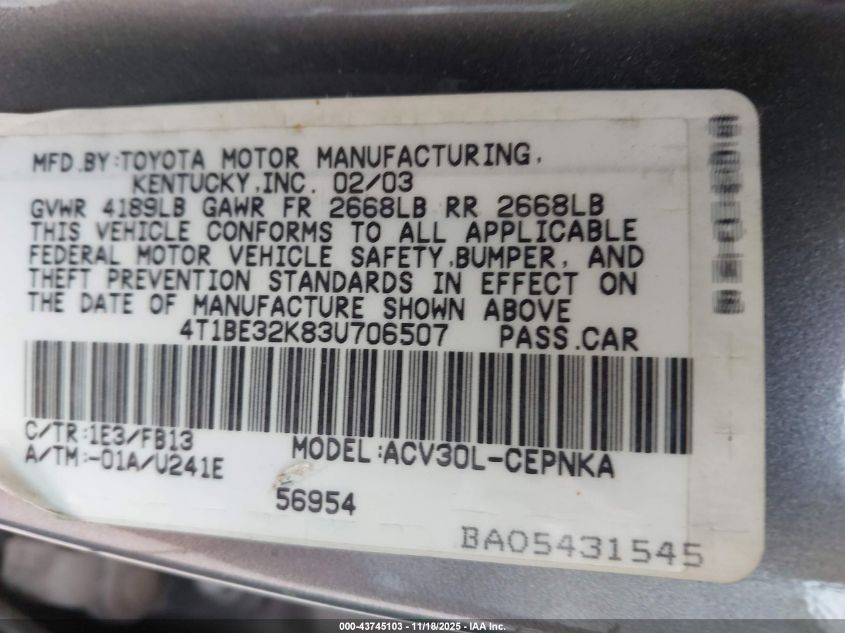 MFD.BY:TOYOTA MOTOR MANUFACTURING,
KENTUCKY,INC. 02/03
GVWR 4189LB GAWR FR 2668LB RR 2668LB
THIS VEHICLE CONFORMS TO ALL APPLICABLE
FEDERAL MOTOR VEHICLE SAFETY,BUMPER, AND
THEFT PREVENTION STANDARDS IN EFFECT ON
THE DATE OF MANUFACTURE SHOWN ABOVE
4T1BE32K83U706507 PASS.CAR
C/TR:1E3/FB13
A/TM:-01A/U241E
MODEL:ACV30L-CEPNKA
56954
BA05431545
000-43745103 - 11/18/2025 - IAA Inc.